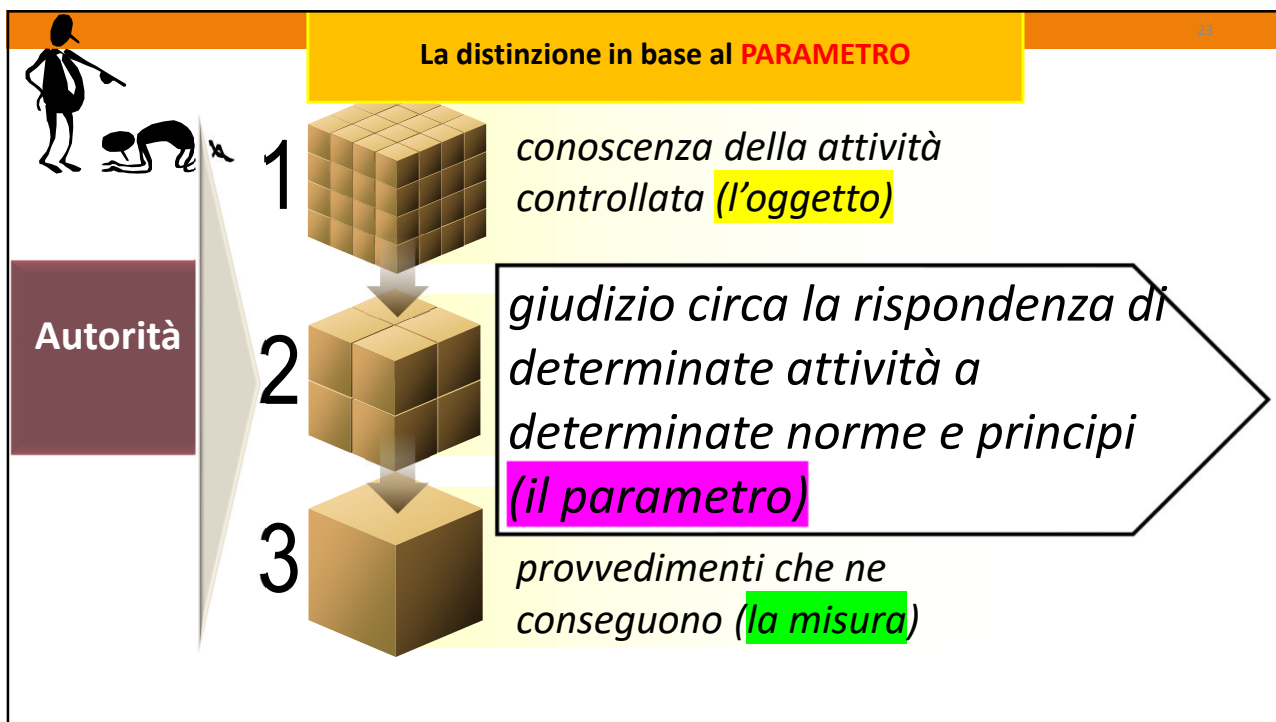 23
La distinzione in base al PARAMETRO
Autorità
1
conoscenza della attività
controllata (l’oggetto)
2
giudizio circa la rispondenza di
determinate attività a
determinate norme e principi
(il parametro)
3
provvedimenti che ne
conseguono (la misura)